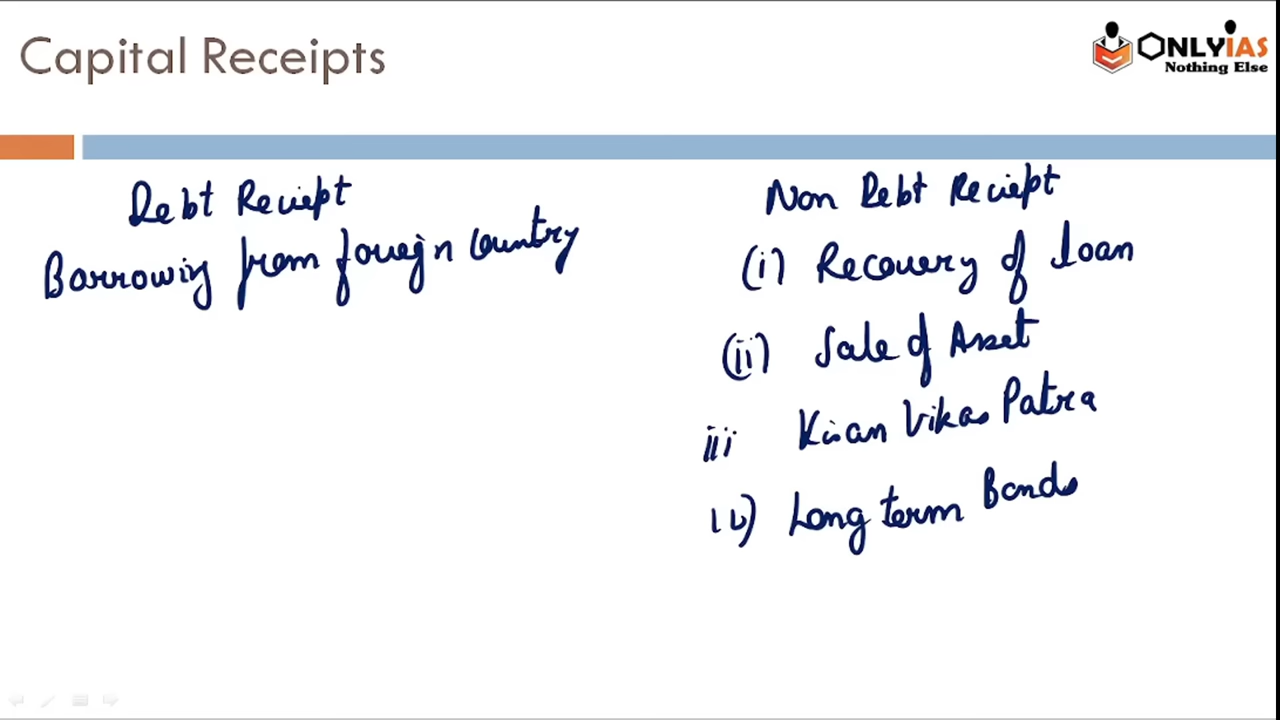 Capital Receipts
ONLYIAS
Nothing Else
Debt Reciept
Borrowing from foreign Country
Non Debt Reciept
(i) Recovery of loan
(ii) Sale of Asset
iii Kisan Vikas Patra
iv) Long term Bonds